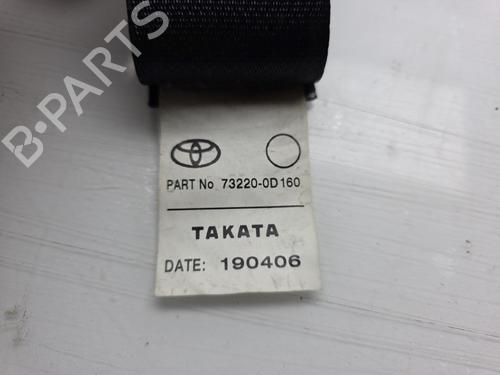 B-PARTS
PART No 73220-0D160
TAKATA
DATE: 190406